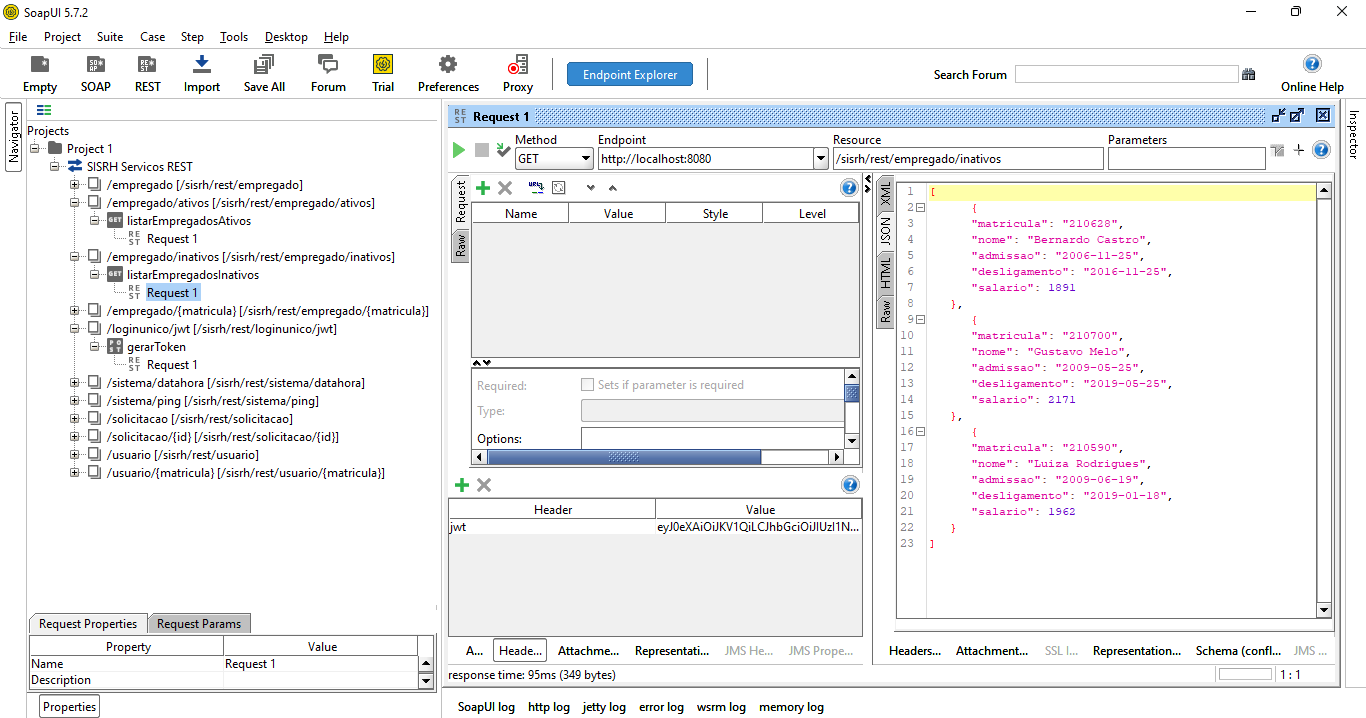 SoapUI 5.7.2
File Project Suite Case Step Tools Desktop Help
Empty SOAP REST Import Save All Forum Trial Preferences Proxy Endpoint Explorer Search Forum Online Help
Navigator
Projects
Project 1
SISRH Servicos REST
/empregado [/sisrh/rest/empregado]
/empregado/ativos [/sisrh/rest/empregado/ativos]
GET listarEmpregadosAtivos
REST Request 1
/empregado/inativos [/sisrh/rest/empregado/inativos]
GET listarEmpregadosInativos
REST Request 1
/empregado/{matricula} [/sisrh/rest/empregado/{matricula}]
/loginunico/jwt [/sisrh/rest/loginunico/jwt]
POST gerarToken
REST Request 1
/sistema/datahora [/sisrh/rest/sistema/datahora]
/sistema/ping [/sisrh/rest/sistema/ping]
/solicitacao [/sisrh/rest/solicitacao]
/solicitacao/{id} [/sisrh/rest/solicitacao/{id}]
/usuario [/sisrh/rest/usuario]
/usuario/{matricula} [/sisrh/rest/usuario/{matricula}]
Request Properties Request Params
Property Value
Name Request 1
Description
Properties
REST Request 1
Method Endpoint Resource Parameters
GET http://localhost:8080 /sisrh/rest/empregado/inativos
Request
Raw
Name Value Style Level
Required: Sets if parameter is required
Type:
Options:
Header Value
jwt eyJ0eXAiOiJKV1QiLCJhbGciOiJIUzI1N...
A... Heade... Attachme... Representati... JMS He... JMS Prope...
response time: 95ms (349 bytes)
XML
JSON
HTML
Raw
1 [
2 {
3 "matricula": "210628",
4 "nome": "Bernardo Castro",
5 "admissao": "2006-11-25",
6 "desligamento": "2016-11-25",
7 "salario": 1891
8 },
9 {
10 "matricula": "210700",
11 "nome": "Gustavo Melo",
12 "admissao": "2009-05-25",
13 "desligamento": "2019-05-25",
14 "salario": 2171
15 },
16 {
17 "matricula": "210590",
18 "nome": "Luiza Rodrigues",
19 "admissao": "2009-06-19",
20 "desligamento": "2019-01-18",
21 "salario": 1962
22 }
23 ]
Headers... Attachment... SSL I... Representation... Schema (confl... JMS ...
1 : 1
Inspector
SoapUI log http log jetty log error log wsrm log memory log